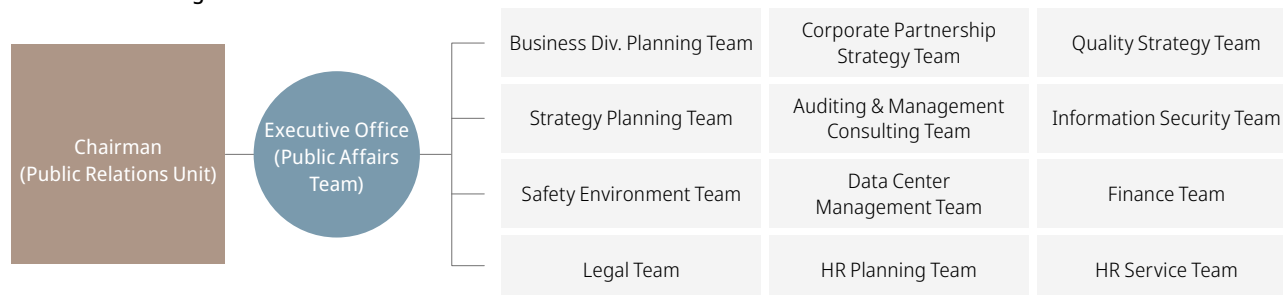 Chairman
(Public Relations Unit)
Executive Office
(Public Affairs
Team)
Business Div. Planning Team
Corporate Partnership
Strategy Team
Quality Strategy Team
Strategy Planning Team
Auditing & Management
Consulting Team
Information Security Team
Safety Environment Team
Data Center
Management Team
Finance Team
Legal Team
HR Planning Team
HR Service Team